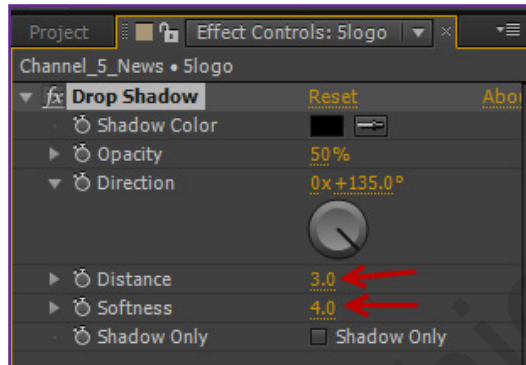 Project Effect Controls: 5logo
Channel_5_News • 5logo
fx Drop Shadow Reset
Shadow Color
Opacity 50%
Direction 0x+135.0°
Distance 3.0
Softness 4.0
Shadow Only Shadow Only